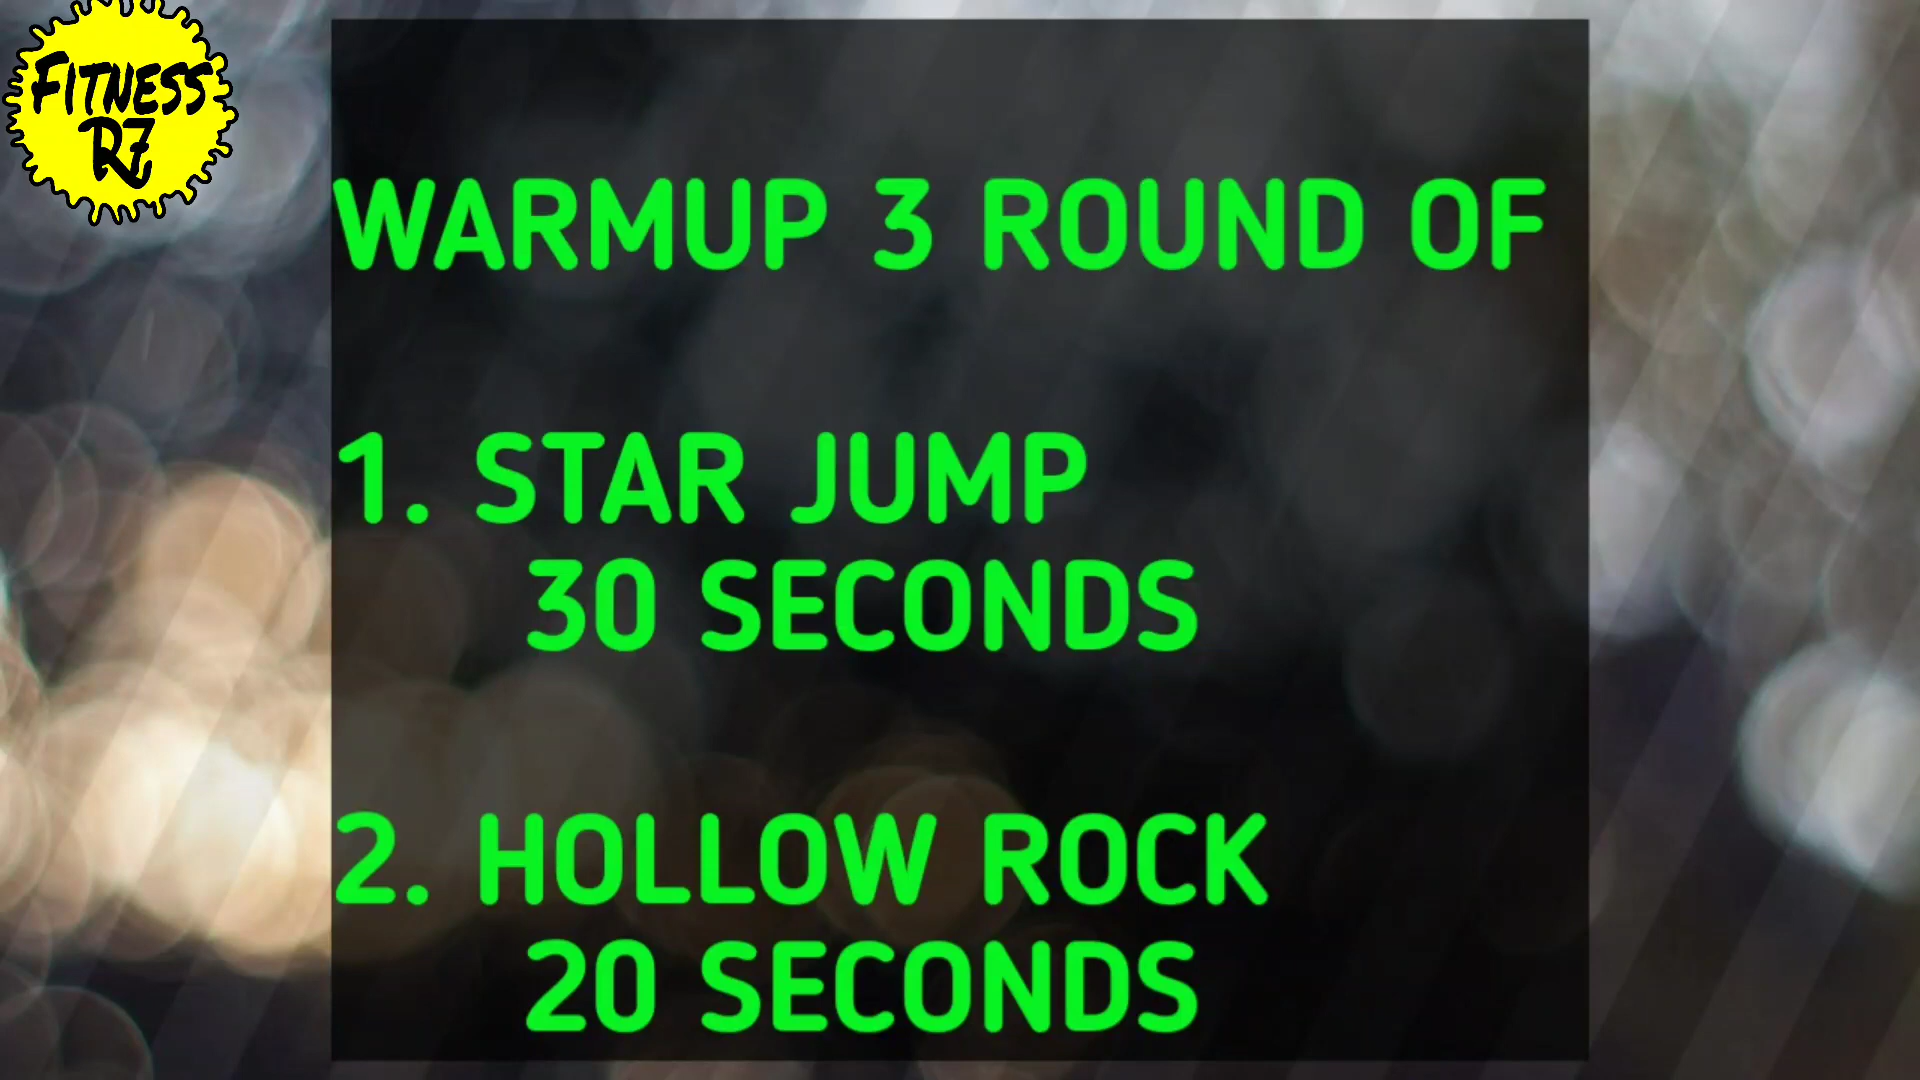 FITNESS
RZ
WARMUP 3 ROUND OF
1. STAR JUMP
30 SECONDS
2. HOLLOW ROCK
20 SECONDS